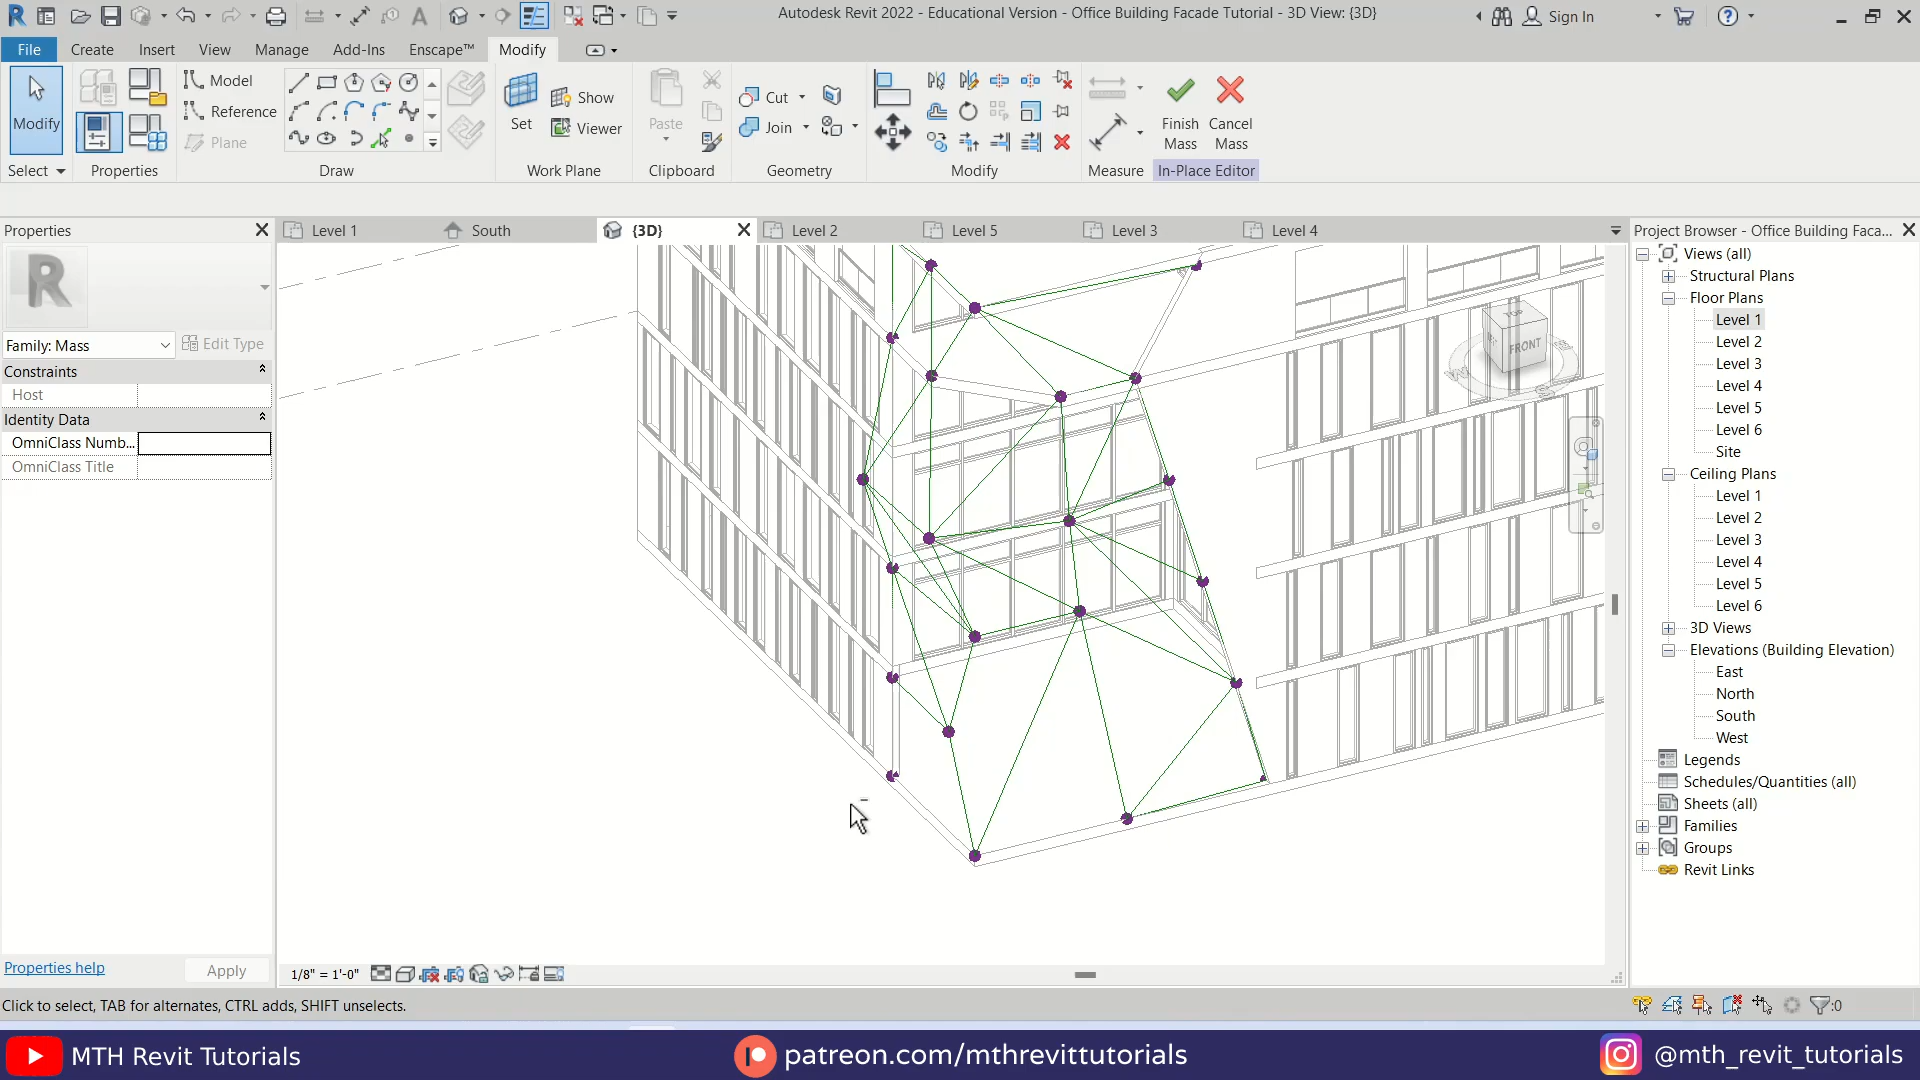 Autodesk Revit 2022 - Educational Version - Office Building Facade Tutorial - 3D View: {3D}
Sign In
File
Create
Insert
View
Manage
Add-Ins
Enscape™
Modify
Modify
Select
Properties
Model
Reference
Plane
Draw
Set
Show
Viewer
Work Plane
Paste
Clipboard
Cut
Join
Geometry
Modify
Measure
Finish Mass
Cancel Mass
In-Place Editor
Properties
Level 1
South
{3D}
Level 2
Level 5
Level 3
Level 4
Project Browser - Office Building Faca...
Family: Mass
Edit Type
Constraints
Host
Identity Data
OmniClass Numb...
OmniClass Title
Properties help
Apply
TOP
FRONT
W
S
Views (all)
Structural Plans
Floor Plans
Level 1
Level 2
Level 3
Level 4
Level 5
Level 6
Site
Ceiling Plans
Level 1
Level 2
Level 3
Level 4
Level 5
Level 6
3D Views
Elevations (Building Elevation)
East
North
South
West
Legends
Schedules/Quantities (all)
Sheets (all)
Families
Groups
Revit Links
1/8" = 1'-0"
Click to select, TAB for alternates, CTRL adds, SHIFT unselects.
:0
MTH Revit Tutorials
patreon.com/mthrevittutorials
@mth_revit_tutorials